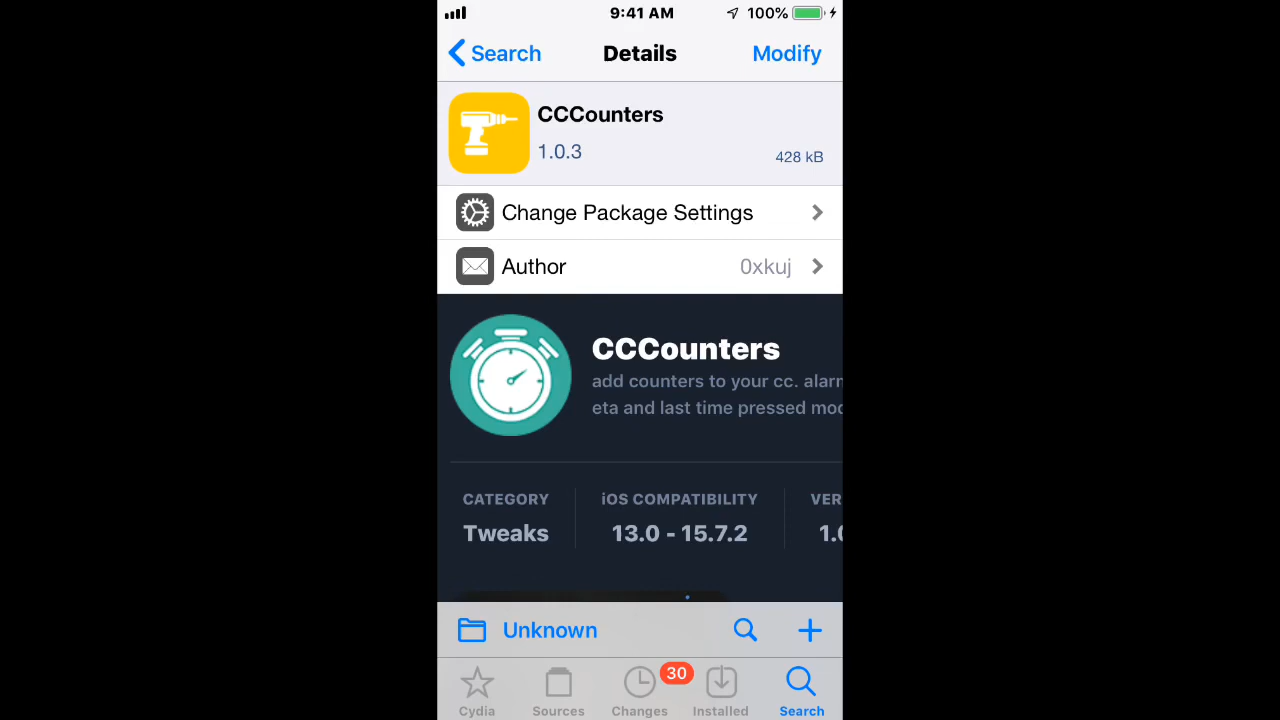 9:41 AM 100%
Search Details Modify
CCCounters
1.0.3 428 kB
Change Package Settings
Author 0xkuj
CCCounters
add counters to your cc. alarm
eta and last time pressed
CATEGORY iOS COMPATIBILITY
Tweaks 13.0 - 15.7.2
Unknown
30
Cydia Sources Changes Installed Search